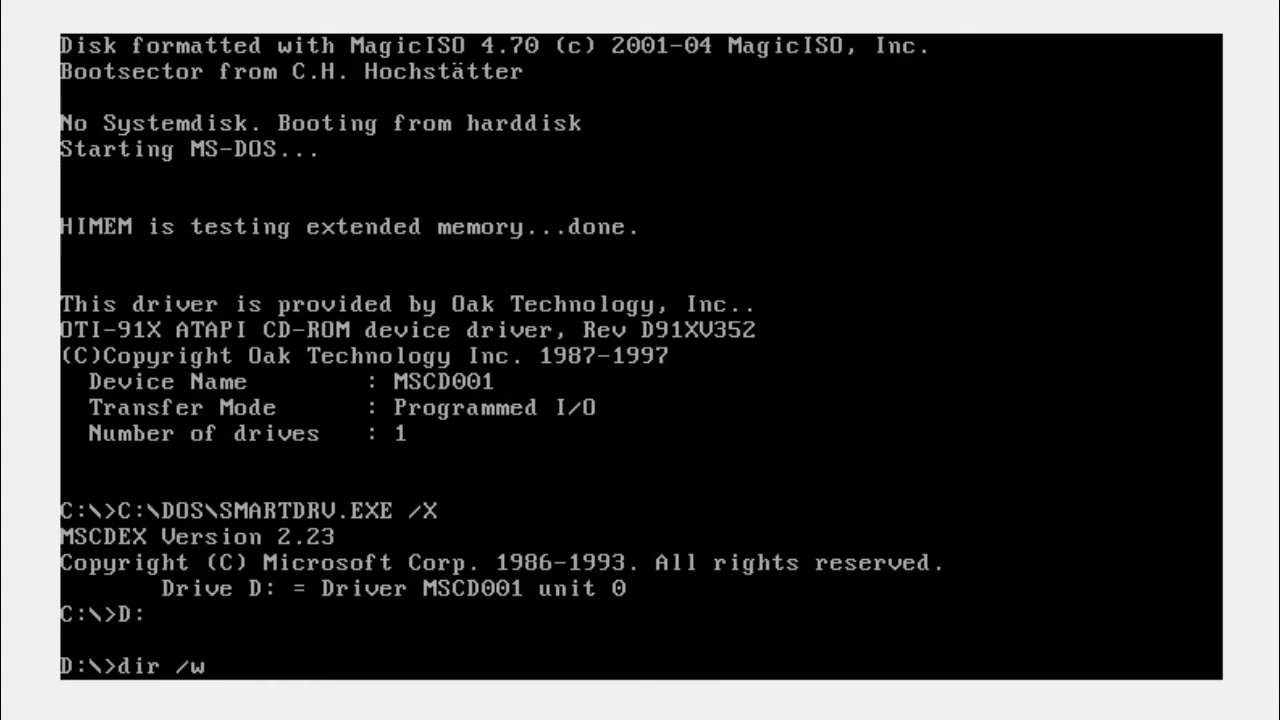 Disk formatted with MagicISO 4.70 (c) 2001-04 MagicISO, Inc.
Bootsector from C.H. Hochstätter
No Systemdisk. Booting from harddisk
Starting MS-DOS...
HIMEM is testing extended memory...done.
This driver is provided by Oak Technology, Inc..
OTI-91X ATAPI CD-ROM device driver, Rev D91XV352
(C)Copyright Oak Technology Inc. 1987-1997
Device Name : MSCD001
Transfer Mode : Programmed I/O
Number of drives : 1
C:\>C:\DOS\SMARTDRV.EXE /X
MSCDEX Version 2.23
Copyright (C) Microsoft Corp. 1986-1993. All rights reserved.
Drive D: = Driver MSCD001 unit 0
C:\>D:
D:\>dir /w